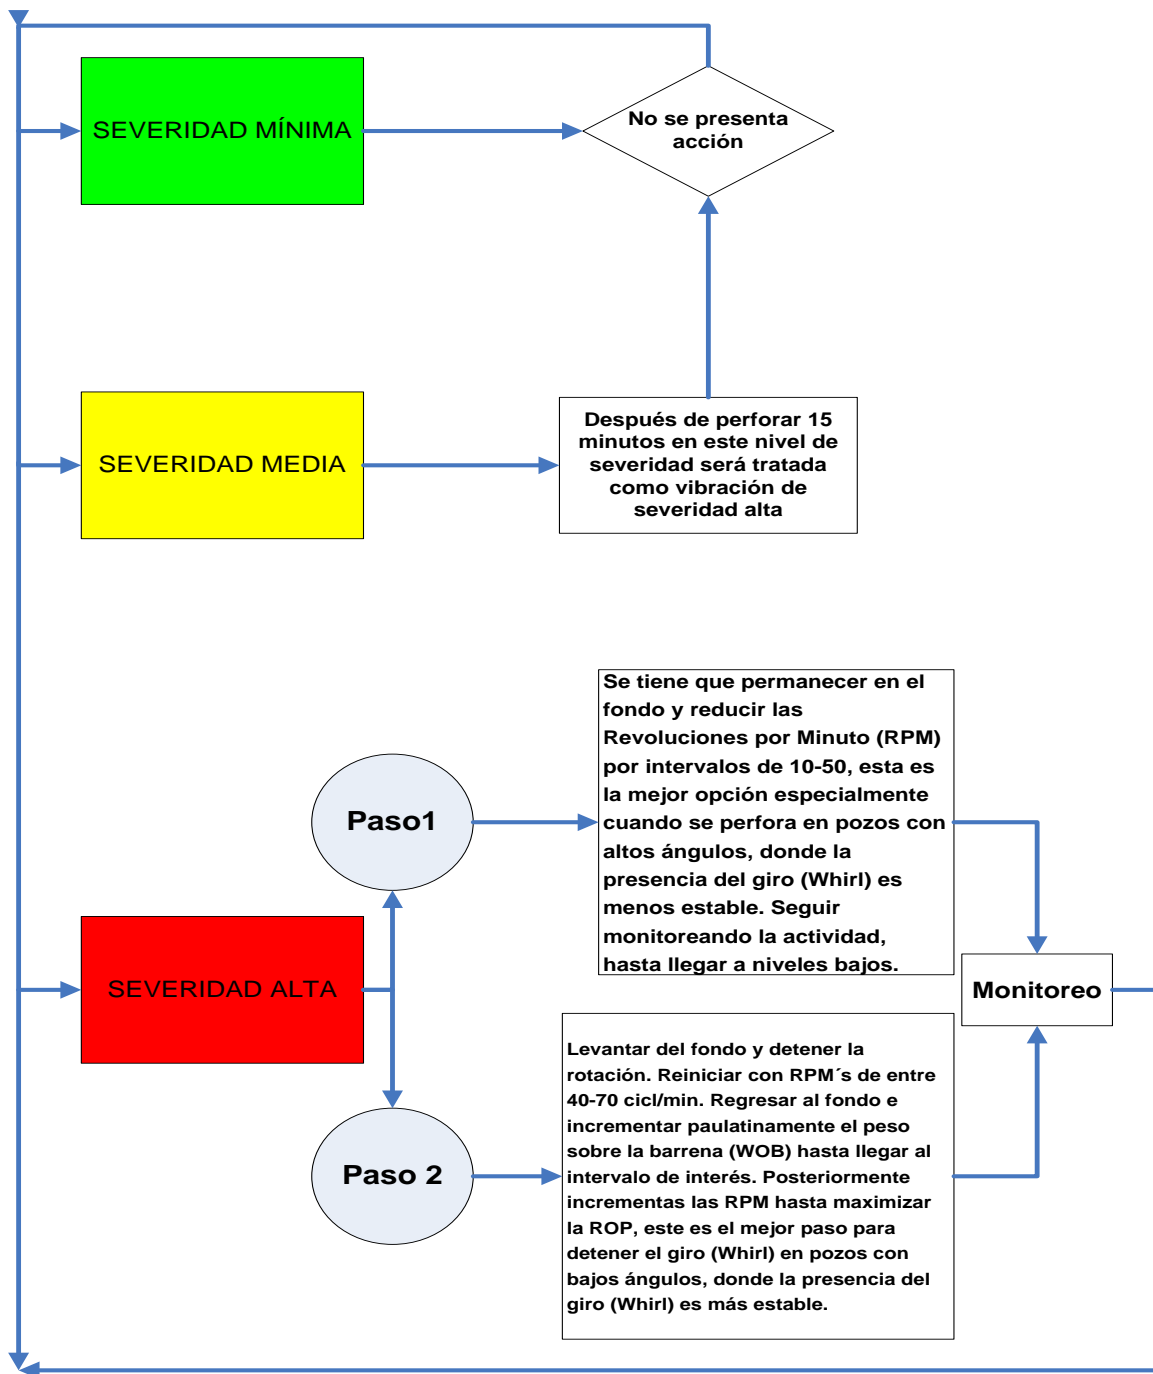 SEVERIDAD MÍNIMA
No se presenta
acción
SEVERIDAD MEDIA
Después de perforar 15
minutos en este nivel de
severidad será tratada
como vibración de
severidad alta
SEVERIDAD ALTA
Paso1
Se tiene que permanecer en el
fondo y reducir las
Revoluciones por Minuto (RPM)
por intervalos de 10-50, esta es
la mejor opción especialmente
cuando se perfora en pozos con
altos ángulos, donde la
presencia del giro (Whirl) es
menos estable. Seguir
monitoreando la actividad,
hasta llegar a niveles bajos.
Paso 2
Levantar del fondo y detener la
rotación. Reiniciar con RPM´s de entre
40-70 cicl/min. Regresar al fondo e
incrementar paulatinamente el peso
sobre la barrena (WOB) hasta llegar al
intervalo de interés. Posteriormente
incrementas las RPM hasta maximizar
la ROP, este es el mejor paso para
detener el giro (Whirl) en pozos con
bajos ángulos, donde la presencia del
giro (Whirl) es más estable.
Monitoreo